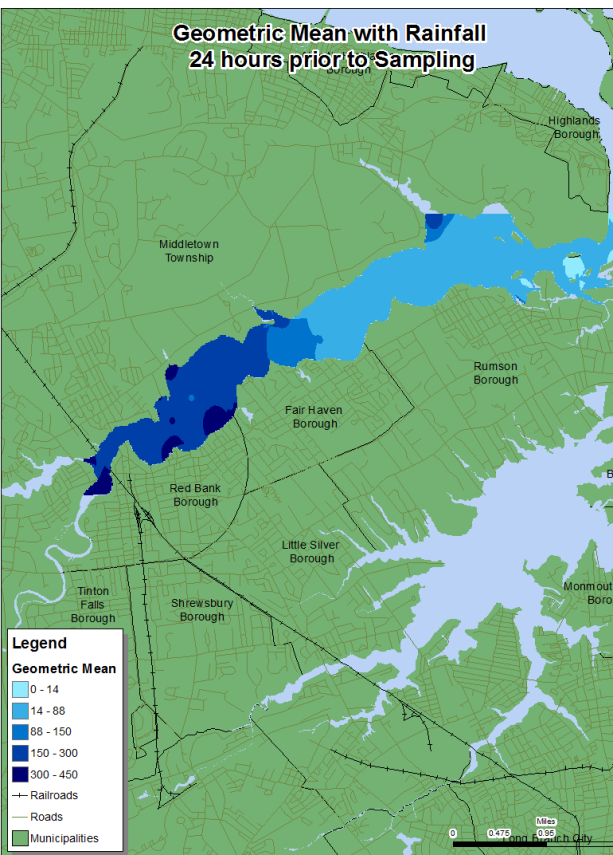 Geometric Mean with Rainfall
24 hours prior to Sampling
Borough
Highlands
Borough
Middletown
Township
Rumson
Borough
Fair Haven
Borough
Red Bank
Borough
B
Little Silver
Borough
Monmout
Boro
Tinton
Falls
Borough
Shrewsbury
Borough
Legend
Geometric Mean
0 - 14
14 - 88
88 - 150
150 - 300
300 - 450
Railroads
Roads
Municipalities
Miles
0 0.475 0.95
Long Branch City